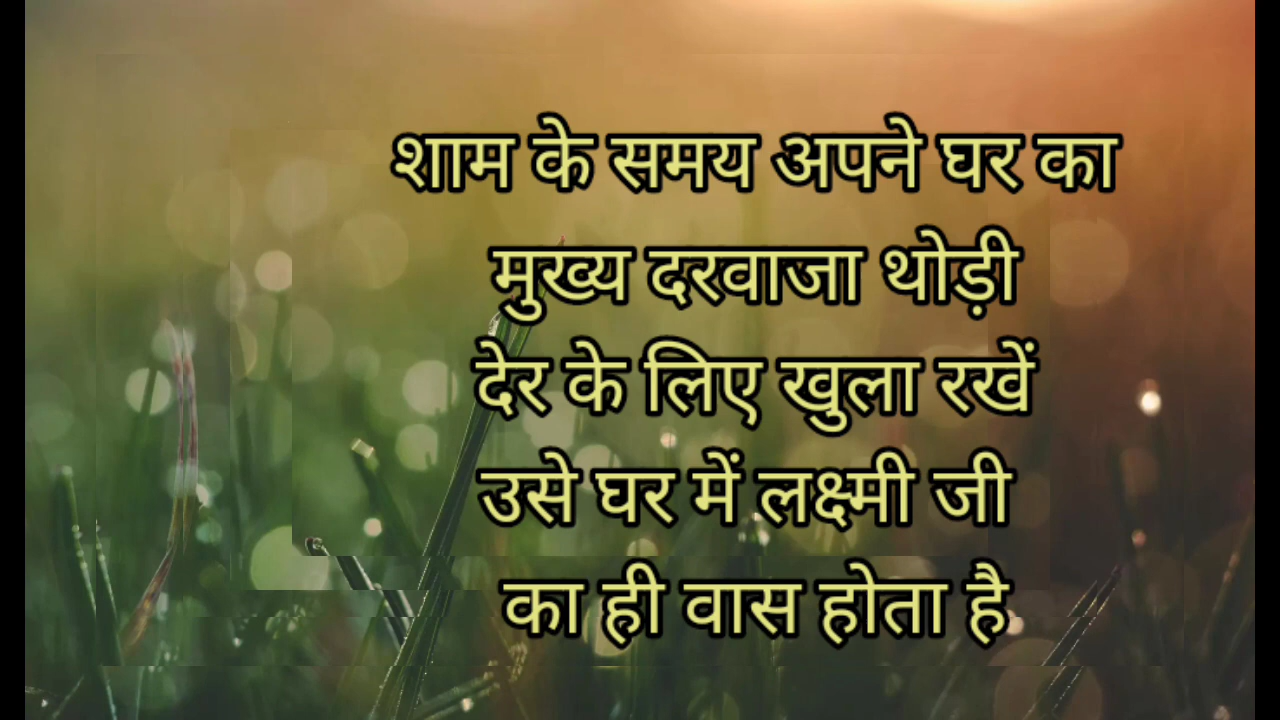 शाम के समय अपने घर का
मुख्य दरवाजा थोड़ी
देर के लिए खुला रखें
उसे घर में लक्ष्मी जी
का ही वास होता है